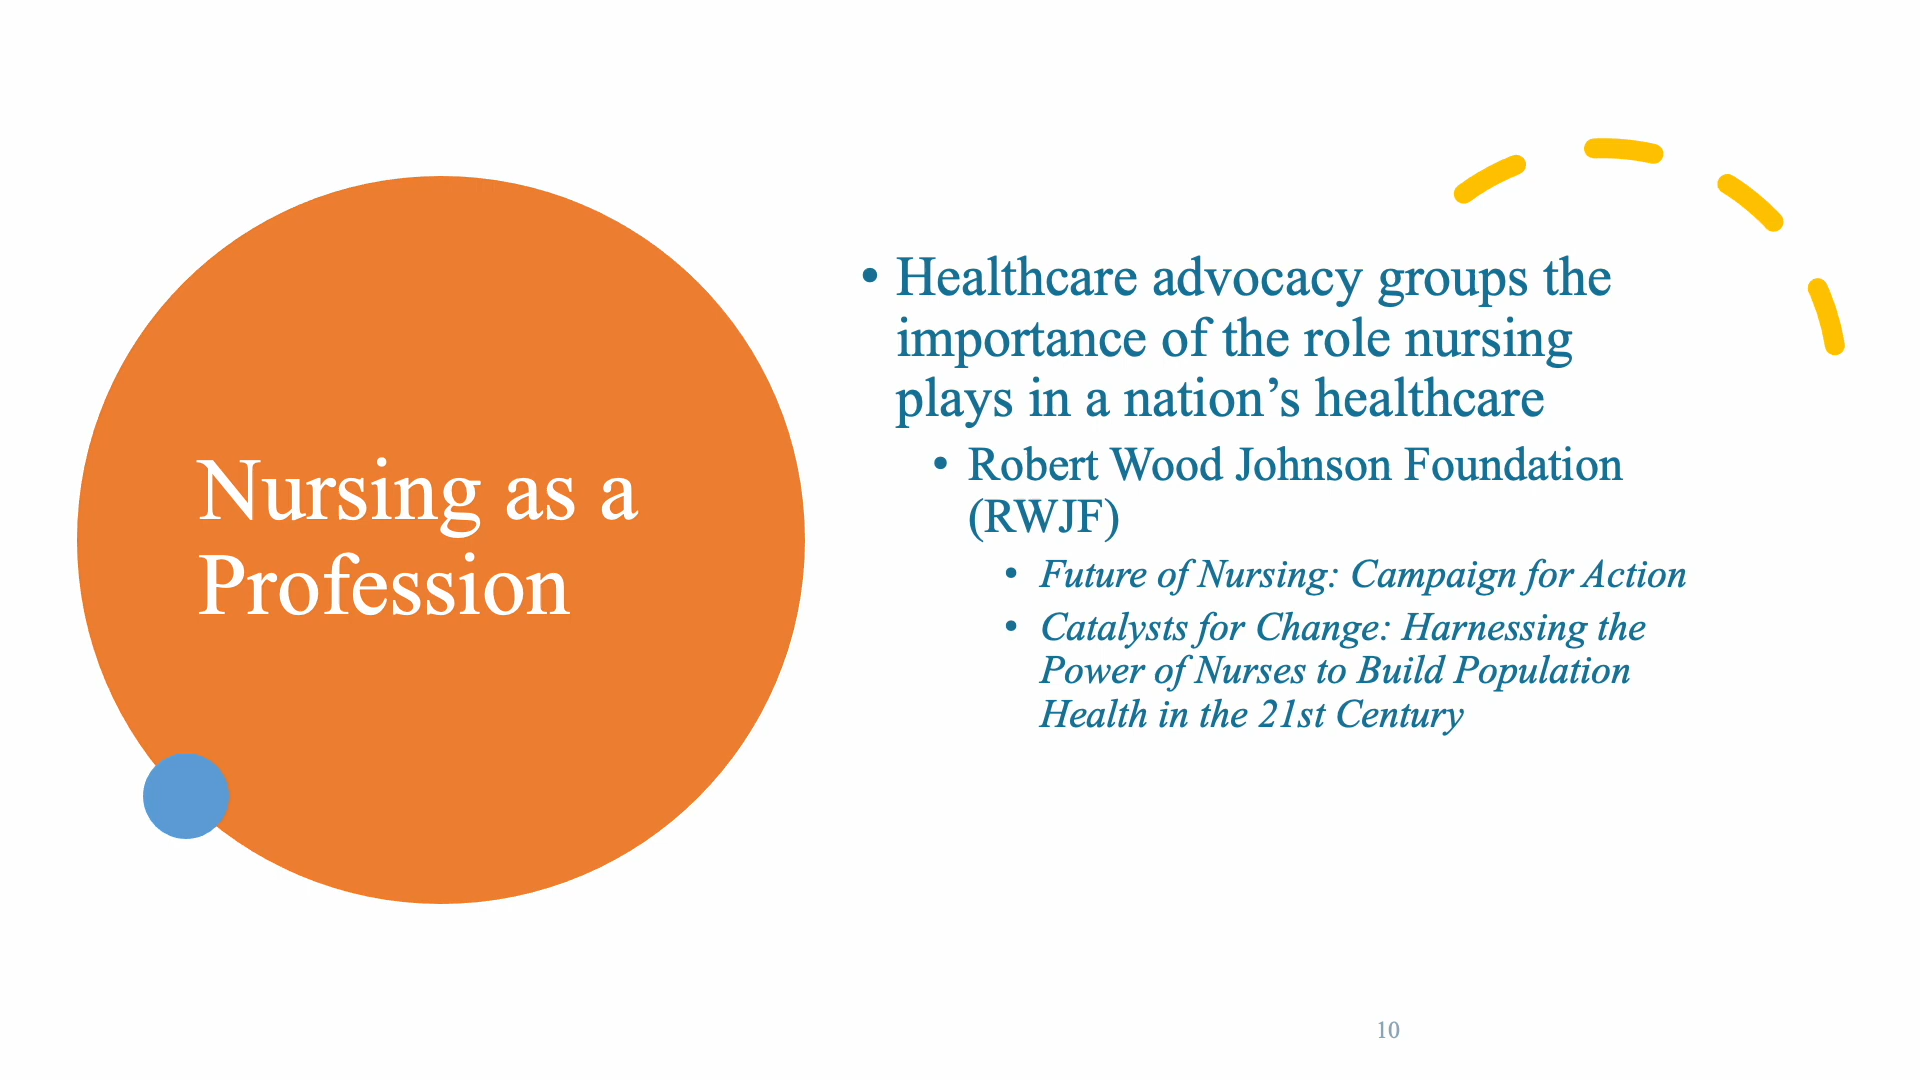 Nursing as a
Profession
• Healthcare advocacy groups the
importance of the role nursing
plays in a nation’s healthcare
• Robert Wood Johnson Foundation
(RWJF)
• Future of Nursing: Campaign for Action
• Catalysts for Change: Harnessing the
Power of Nurses to Build Population
Health in the 21st Century
10